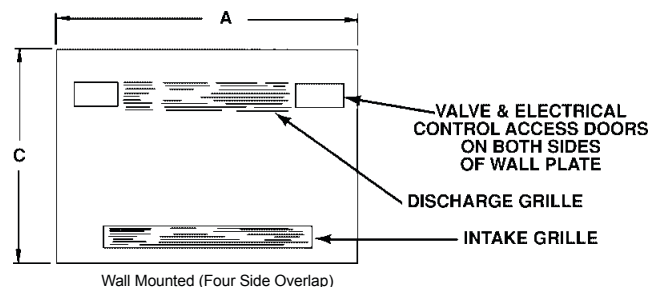 A
C
VALVE & ELECTRICAL
CONTROL ACCESS DOORS
ON BOTH SIDES
OF WALL PLATE
DISCHARGE GRILLE
INTAKE GRILLE
Wall Mounted (Four Side Overlap)